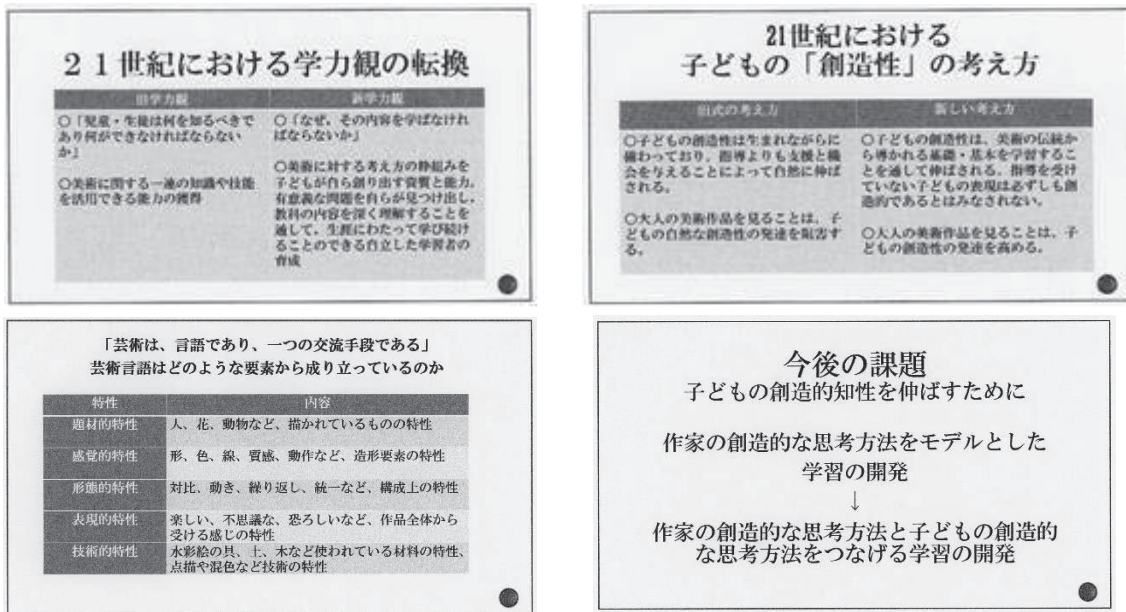 21世紀における学力観の転換
旧学力観
新学力観
○「児童・生徒は何を知るべきで
あり何ができなければならない
か」
○美術に関する一連の知識や技能
を活用できる能力の獲得
○「なぜ、その内容を学ばなけれ
ばならないか」
○美術に対する考え方の枠組みを
子どもが自ら創り出す資質と能力、
有意義な問題を自らが見つけ出し、
教科の内容を深く理解することを
通して、生涯にわたって学び続け
ることのできる自立した学習者の
育成
21世紀における
子どもの「創造性」の考え方
旧式の考え方
新しい考え方
○子どもの創造性は生まれながらに
備わっており、指導よりも支援と機
会を与えることによって自然に伸ば
される。
○大人の美術作品を見ることは、子
どもの自然な創造性の発達を阻害す
る。
○子どもの創造性は、美術の伝統か
ら導かれる基礎・基本を学習するこ
とを通して伸ばされる。指導を受け
ていない子どもの表現は必ずしも創
造的であるとはみなされない。
○大人の美術作品を見ることは、子
どもの創造性の発達を高める。
「芸術は、言語であり、一つの交流手段である」
芸術言語はどのような要素から成り立っているのか
特性
内容
題材的特性
人、花、動物など、描かれているものの特性
感覚的特性
形、色、線、質感、動作など、造形要素の特性
形態的特性
対比、動き、繰り返し、統一など、構成上の特性
表現的特性
楽しい、不思議な、恐ろしいなど、作品全体から
受ける感じの特性
技術的特性
水彩絵の具、土、木など使われている材料の特性、
点描や混色など技術の特性
今後の課題
子どもの創造的知性を伸ばすために
作家の創造的な思考方法をモデルとした
学習の開発
↓
作家の創造的な思考方法と子どもの創造的
な思考方法をつなげる学習の開発